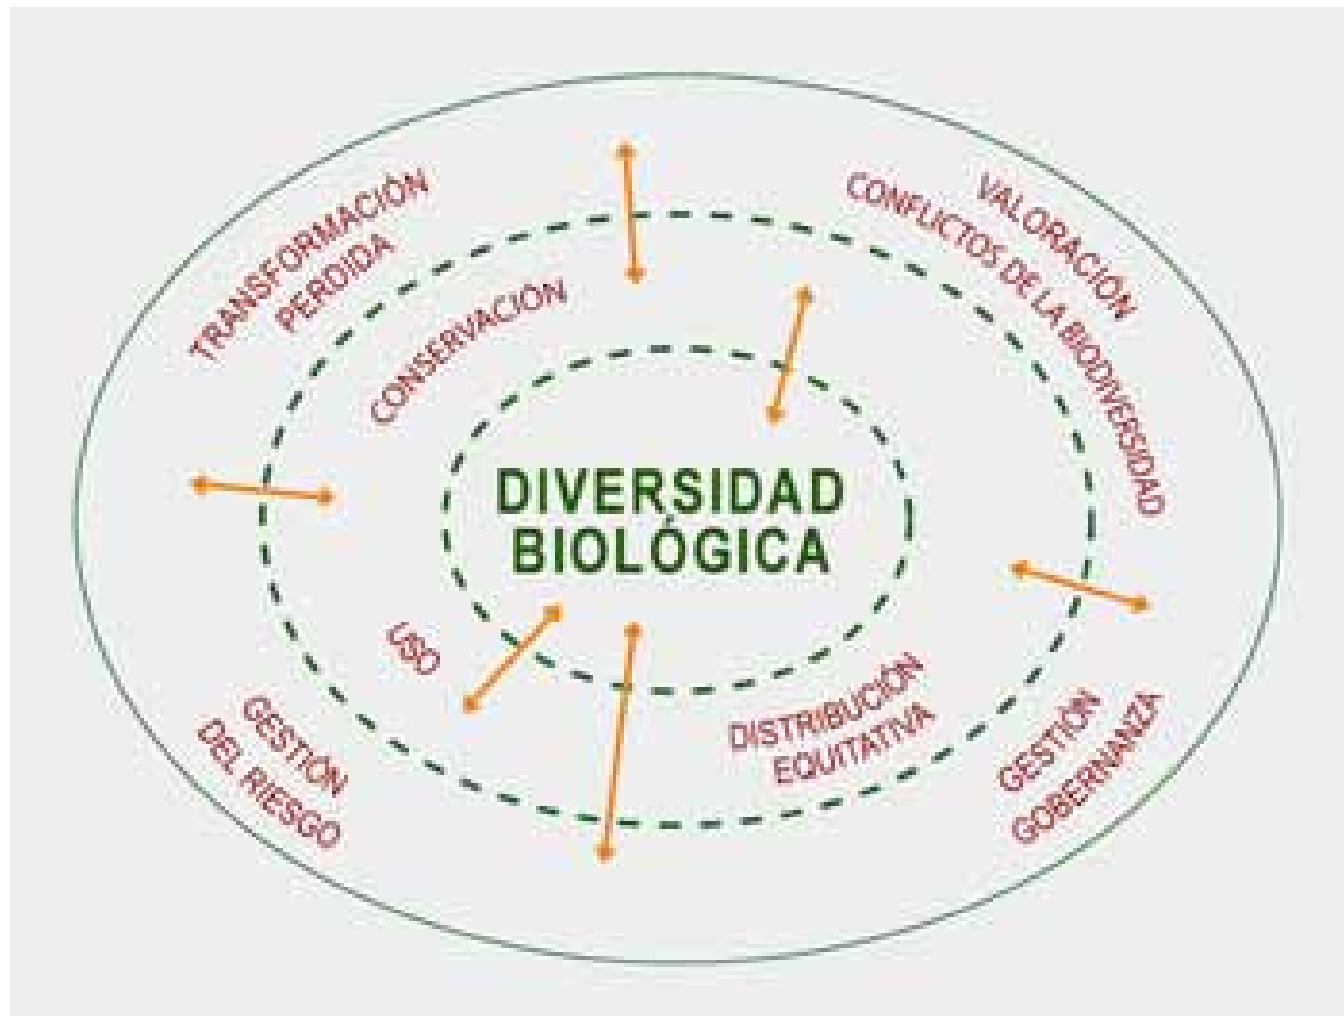 TRANSFORMACIÓN
PERDIDA
VALORACIÓN
CONFLICTOS DE LA BIODIVERSIDAD
CONSERVACIÓN
DIVERSIDAD
BIOLÓGICA
USO
DISTRIBUCIÓN
EQUITATIVA
GESTIÓN
DEL RIESGO
GESTIÓN
GOBERNANZA